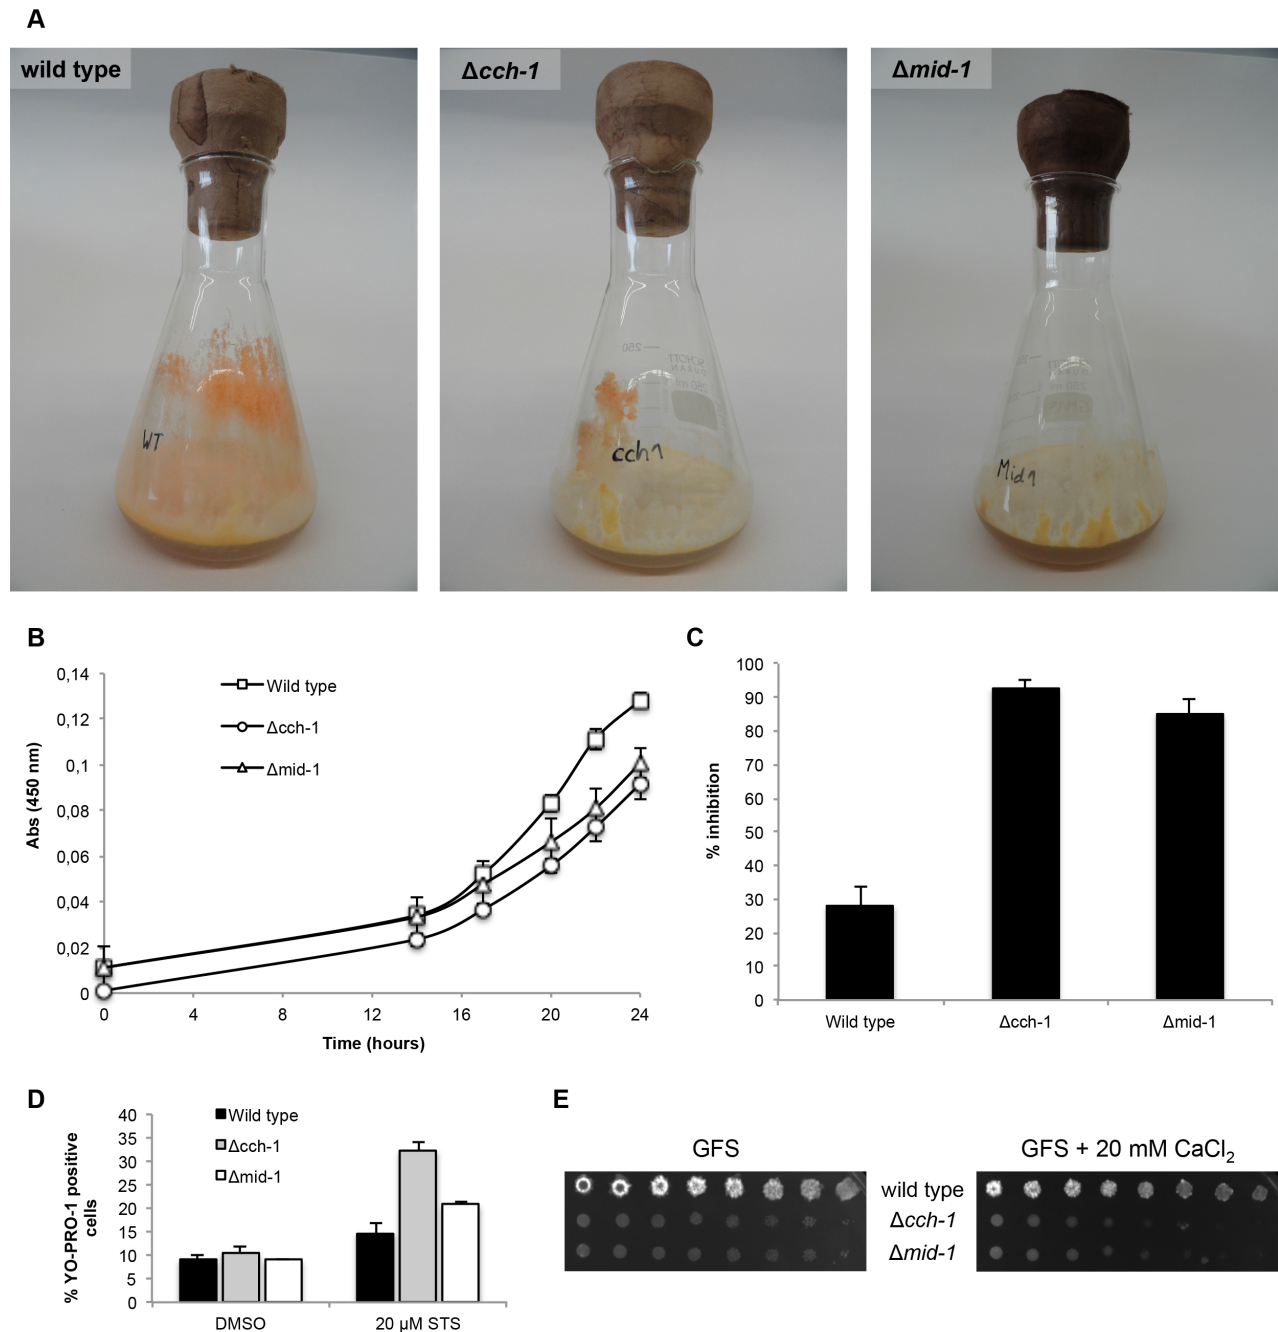 A
wild type
Δcch-1
Δmid-1
WT
250
SCHOTT
DURAN
250 ml
cch1
Mid1
B
0,14
0,12
0,1
0,08
0,06
0,04
0,02
0
Abs (450 nm)
Wild type
Δcch-1
Δmid-1
0 4 8 12 16 20 24
Time (hours)
C
100
90
80
70
60
50
40
30
20
10
0
% inhibition
Wild type Δcch-1 Δmid-1
D
40
35
30
25
20
15
10
5
0
% YO-PRO-1 positive
cells
Wild type
Δcch-1
Δmid-1
DMSO 20 µM STS
E
GFS GFS + 20 mM CaCl₂
wild type
Δcch-1
Δmid-1